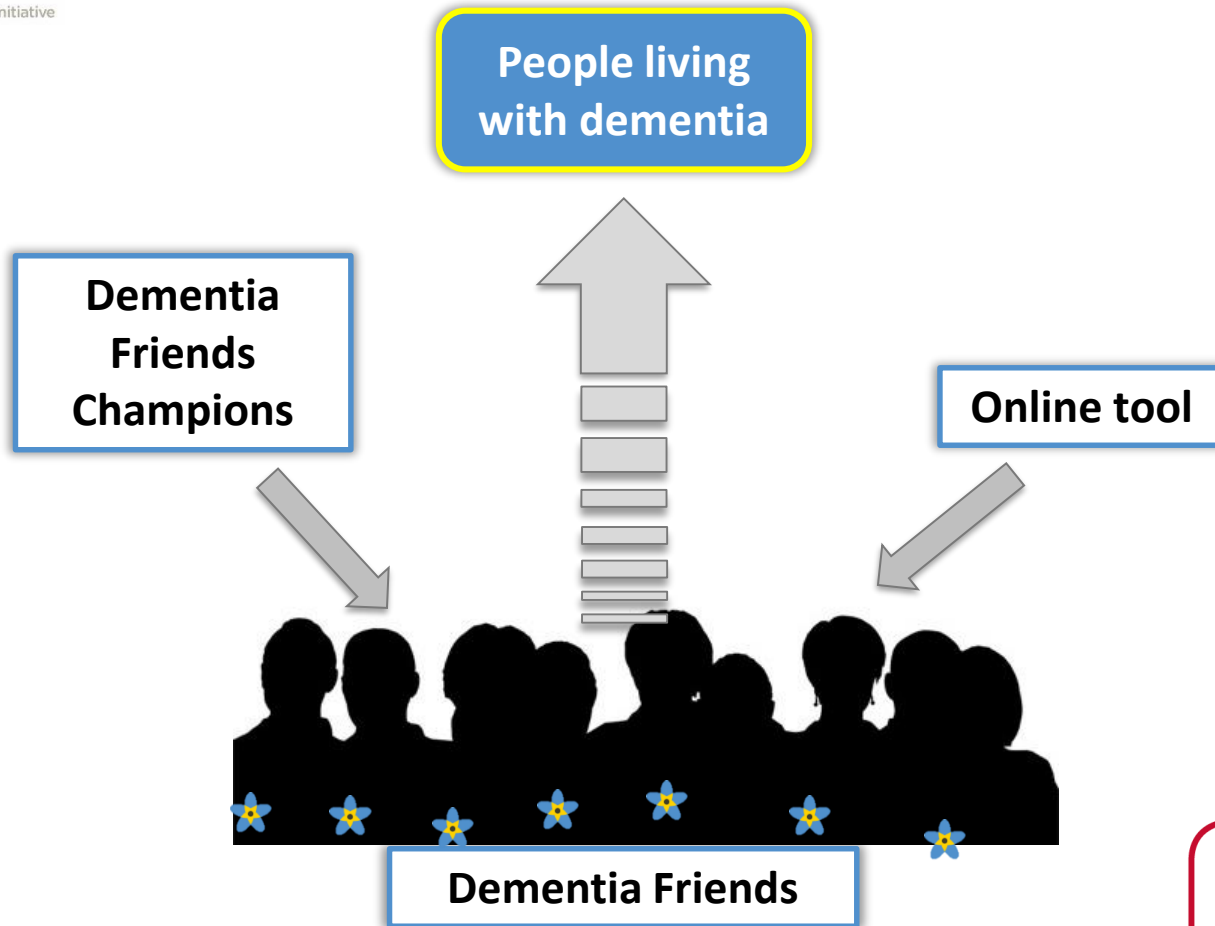 nitiative
People living
with dementia
Dementia
Friends
Champions
Online tool
Dementia Friends